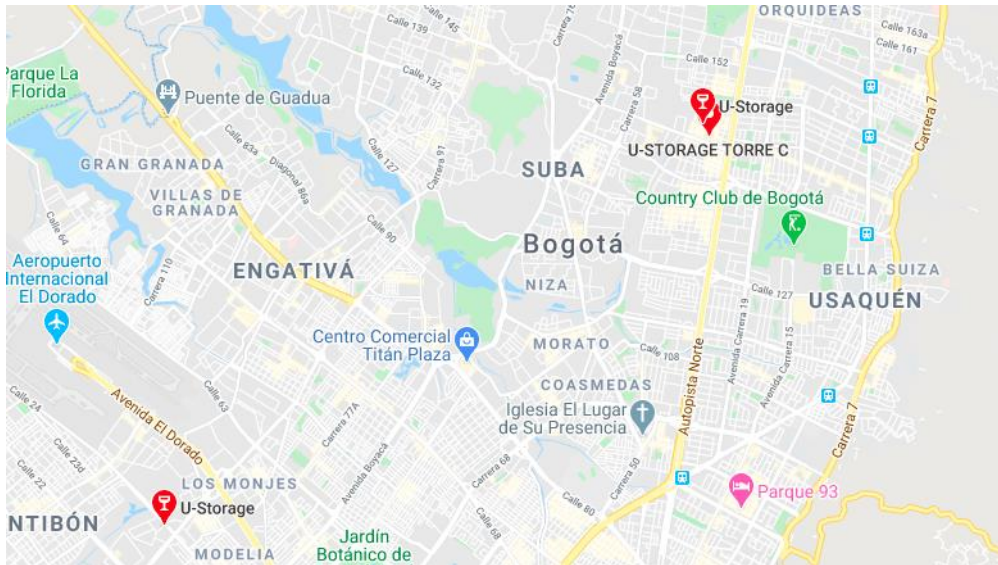 ORQUIDEAS
Calle 163a
Calle 161
Calle 145
Calle 139
Calle 152
Carrera 7
Avenida Boyacá
Carrera 58
Carrera 76
Calle 132
Parque La
Florida
Puente de Guadua
U-Storage
U-STORAGE TORRE C
Calle 127
Carrera 91
Calle 83a
Diagonal 86a
GRAN GRANADA
SUBA
VILLAS DE
GRANADA
Country Club de Bogotá
Calle 64
Calle 90
Bogotá
Aeropuerto
Internacional
El Dorado
Carrera 110
ENGATIVÁ
NIZA
BELLA SUIZA
Calle 127
USAQUÉN
Avenida Carrera 19
Avenida Carrera 15
Centro Comercial
Titán Plaza
MORATO
Calle 108
Autopista Norte
COASMEDAS
Iglesia El Lugar
de Su Presencia
Carrera 7
Calle 24
Avenida El Dorado
Calle 63
Carrera 77A
Avenida Boyacá
Carrera 68
Carrera 50
Calle 23d
Calle 22
LOS MONJES
Parque 93
U-Storage
Calle 80
Calle 68
NTIBÓN
MODELIA
Jardín
Botánico de